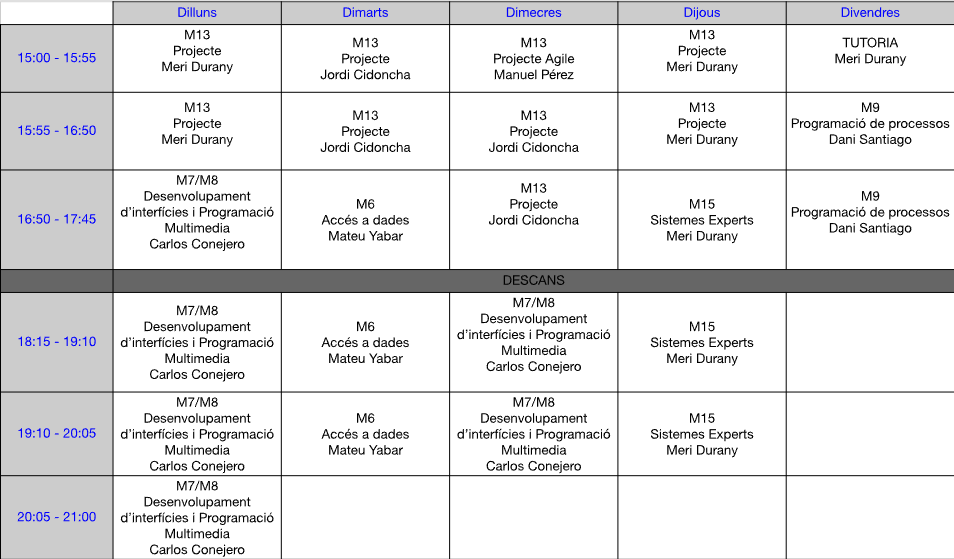 Dilluns Dimarts Dimecres Dijous Divendres
15:00 - 15:55
M13
Projecte
Meri Durany
M13
Projecte
Jordi Cidoncha
M13
Projecte Agile
Manuel Pérez
M13
Projecte
Meri Durany
TUTORIA
Meri Durany
15:55 - 16:50
M13
Projecte
Meri Durany
M13
Projecte
Jordi Cidoncha
M13
Projecte
Jordi Cidoncha
M13
Projecte
Meri Durany
M9
Programació de processos
Dani Santiago
16:50 - 17:45
M7/M8
Desenvolupament
d'interfícies i Programació
Multimedia
Carlos Conejero
M6
Accés a dades
Mateu Yabar
M13
Projecte
Jordi Cidoncha
M15
Sistemes Experts
Meri Durany
M9
Programació de processos
Dani Santiago
DESCANS
18:15 - 19:10
M7/M8
Desenvolupament
d'interfícies i Programació
Multimedia
Carlos Conejero
M6
Accés a dades
Mateu Yabar
M7/M8
Desenvolupament
d'interfícies i Programació
Multimedia
Carlos Conejero
M15
Sistemes Experts
Meri Durany
19:10 - 20:05
M7/M8
Desenvolupament
d'interfícies i Programació
Multimedia
Carlos Conejero
M6
Accés a dades
Mateu Yabar
M7/M8
Desenvolupament
d'interfícies i Programació
Multimedia
Carlos Conejero
M15
Sistemes Experts
Meri Durany
20:05 - 21:00
M7/M8
Desenvolupament
d'interfícies i Programació
Multimedia
Carlos Conejero